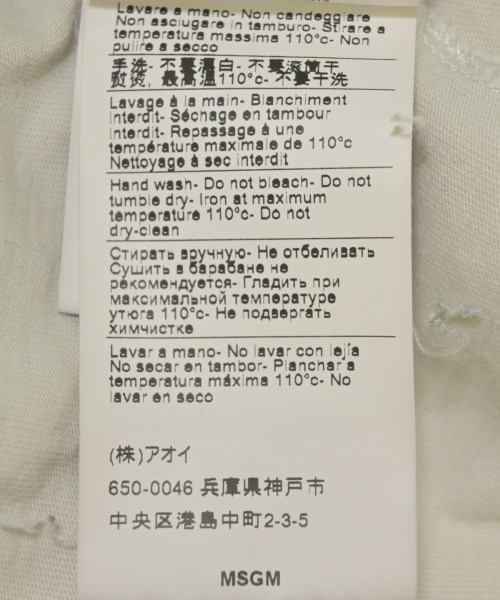 Lavare a mano- Non candeggiare
Non asciugare in tamburo- Stirare a
temperatura massima 110°c- Non
pulire a secco
手洗- 不要漂白- 不要滚筒干
熨烫, 最高温110°c- 不要干洗
Lavage à la main- Blanchiment
interdit- Séchage en tambour
interdit- Repassage à une
température maximale de 110°c
Nettoyage à sec interdit
Hand wash- Do not bleach- Do not
tumble dry- Iron at maximum
temperature 110°c- Do not
dry-clean
Стирать вручную- Не отбеливать
Сушить в барабане не
рекомендуется- Гладить при
максимальной температуре
утюга 110°c- Не подвергать
химчистке
Lavar a mano- No lavar con lejía
No secar en tambor- Planchar a
temperatura máxima 110°c- No
lavar en seco
(株)アオイ
650-0046 兵庫県神戸市
中央区港島中町2-3-5
MSGM